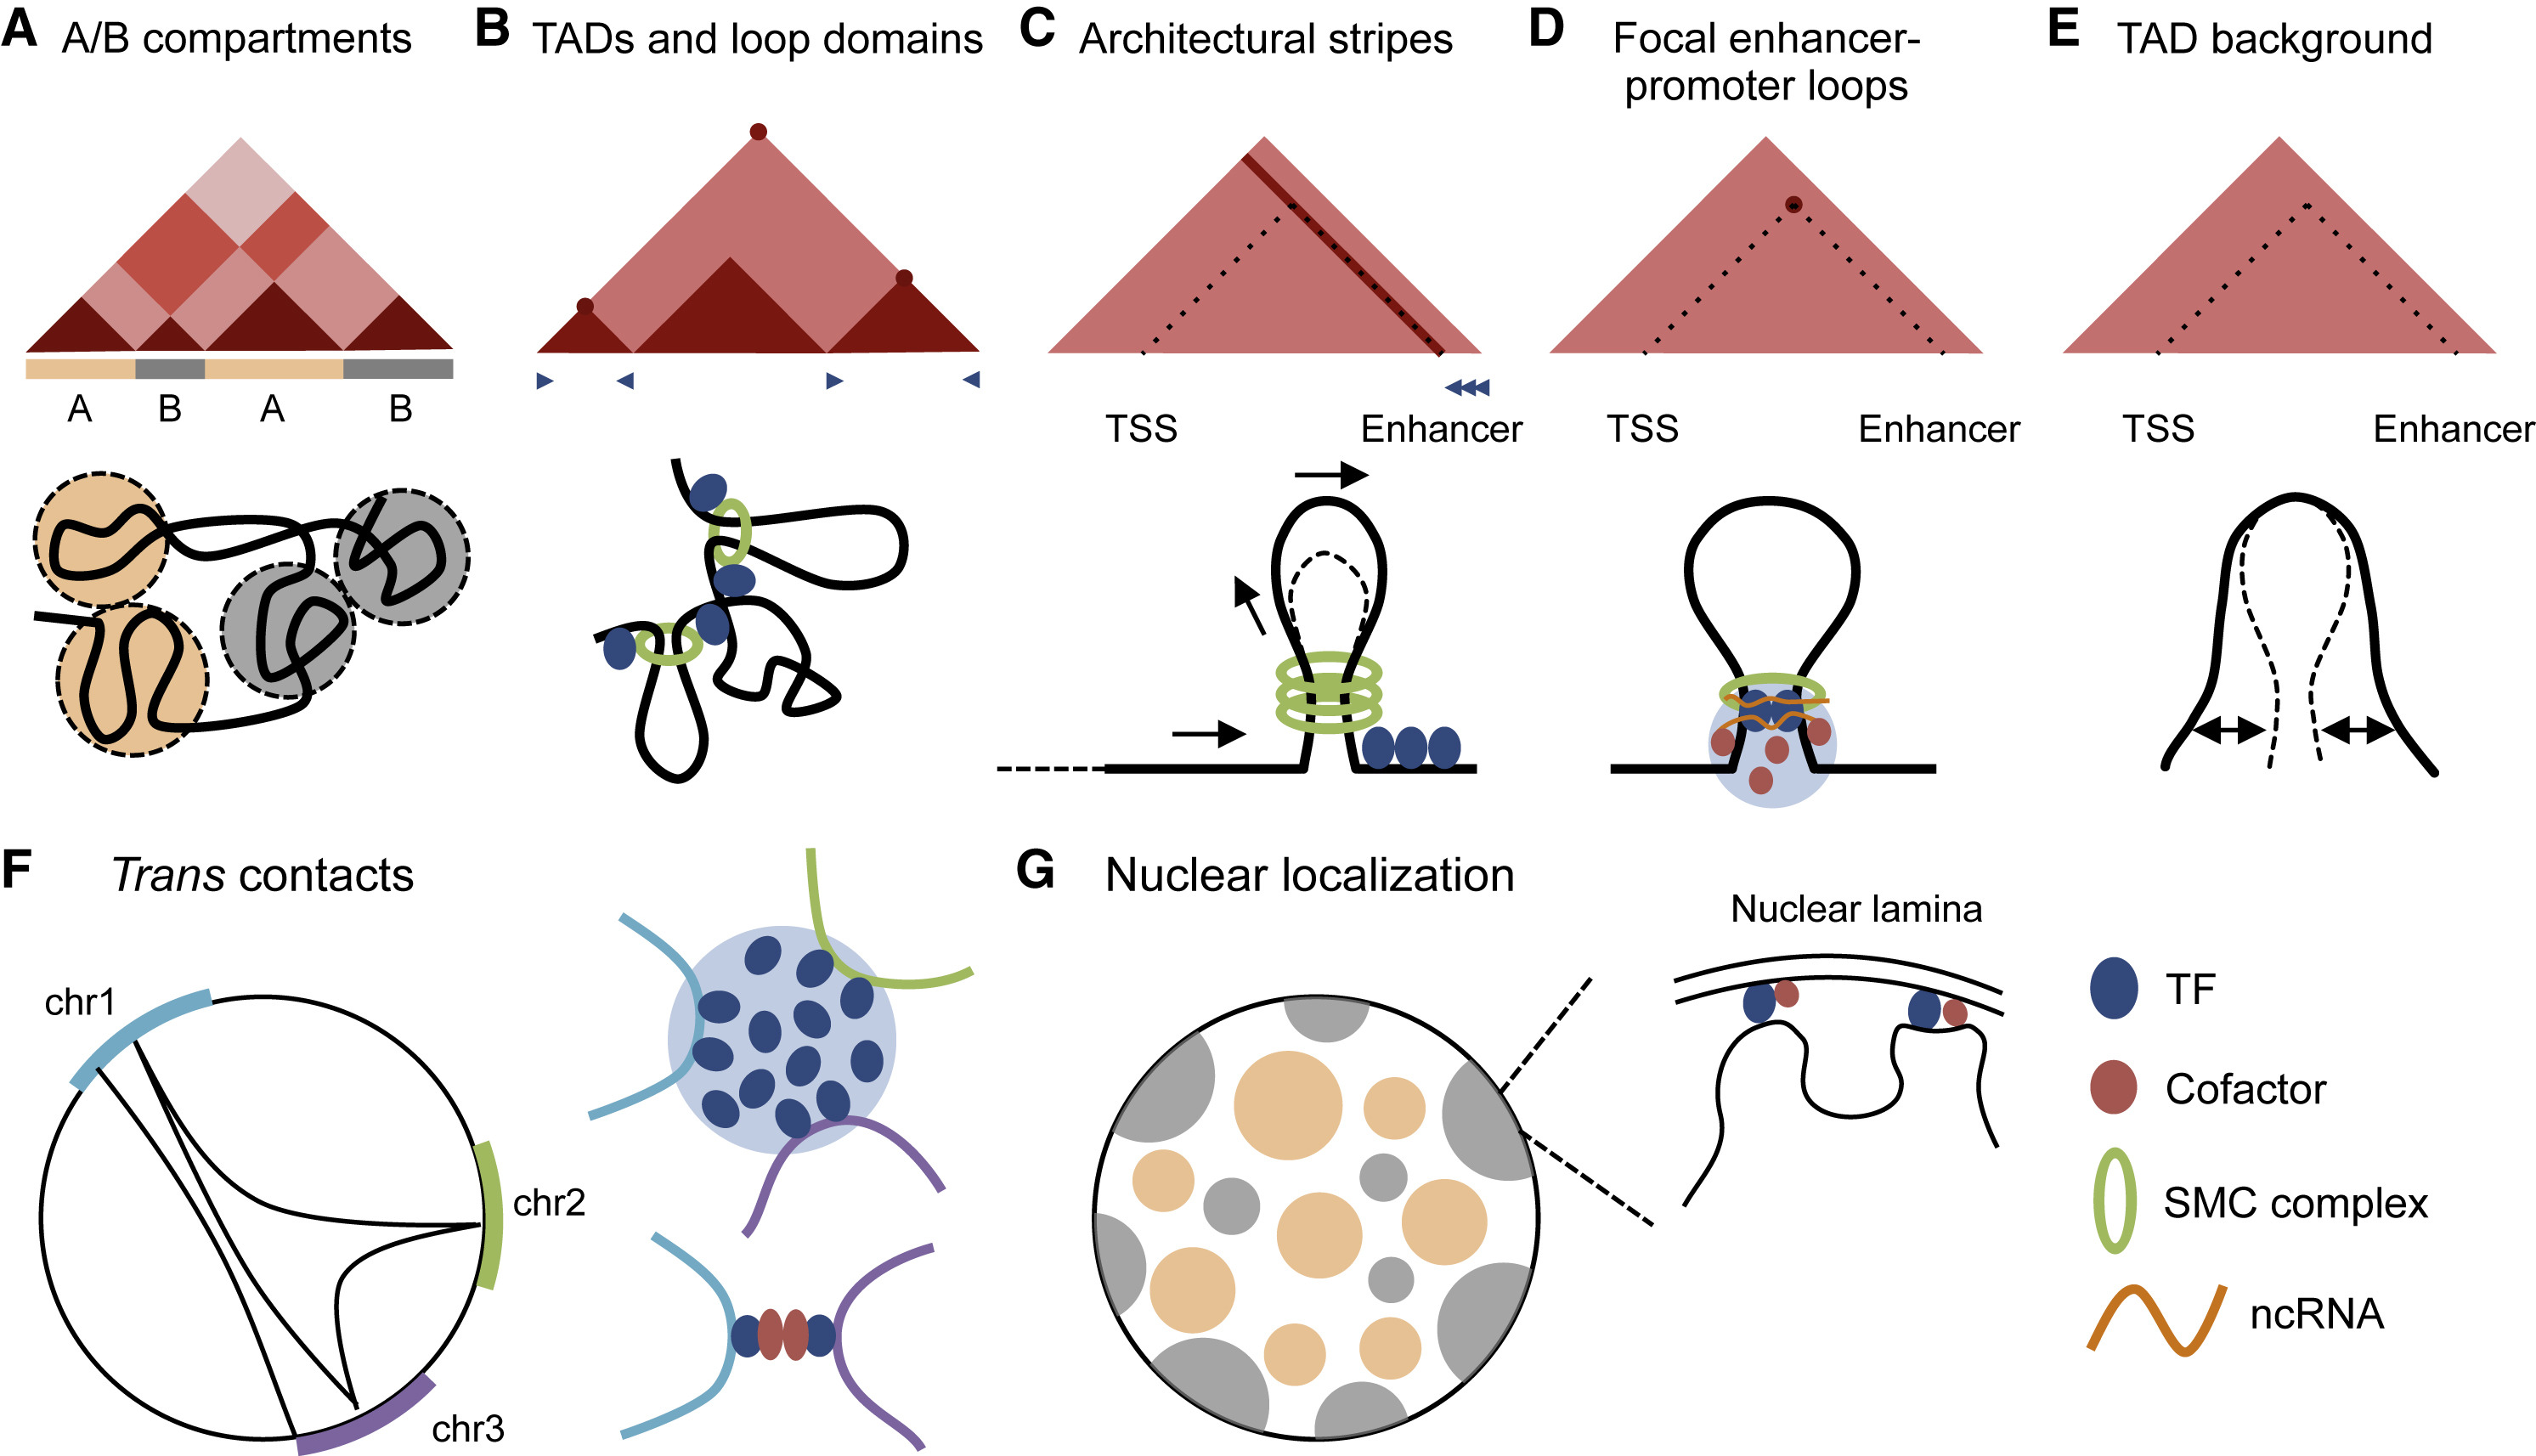 A A/B compartments
B TADs and loop domains
C Architectural stripes
D Focal enhancer-
promoter loops
E TAD background
A B A B
TSS Enhancer
TSS Enhancer
TSS Enhancer
F Trans contacts
chr1
chr2
chr3
G Nuclear localization
Nuclear lamina
TF
Cofactor
SMC complex
ncRNA